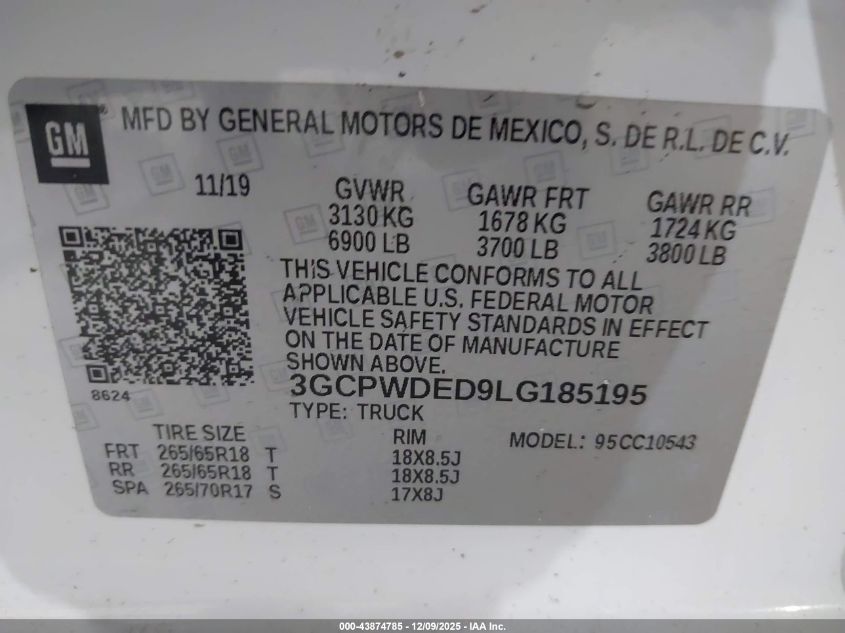 GM ® MFD BY GENERAL MOTORS DE MEXICO, S. DE R.L. DE C.V.
11/19 GVWR GAWR FRT GAWR RR
3130 KG 1678 KG 1724 KG
6900 LB 3700 LB 3800 LB
THIS VEHICLE CONFORMS TO ALL
APPLICABLE U.S. FEDERAL MOTOR
VEHICLE SAFETY STANDARDS IN EFFECT
ON THE DATE OF MANUFACTURE
SHOWN ABOVE.
8624 3GCPWDED9LG185195
TYPE: TRUCK
TIRE SIZE RIM MODEL: 95CC10543
FRT 265/65R18 T 18X8.5J
RR 265/65R18 T 18X8.5J
SPA 265/70R17 S 17X8J
000-43874785 - 12/09/2025 - IAA Inc.